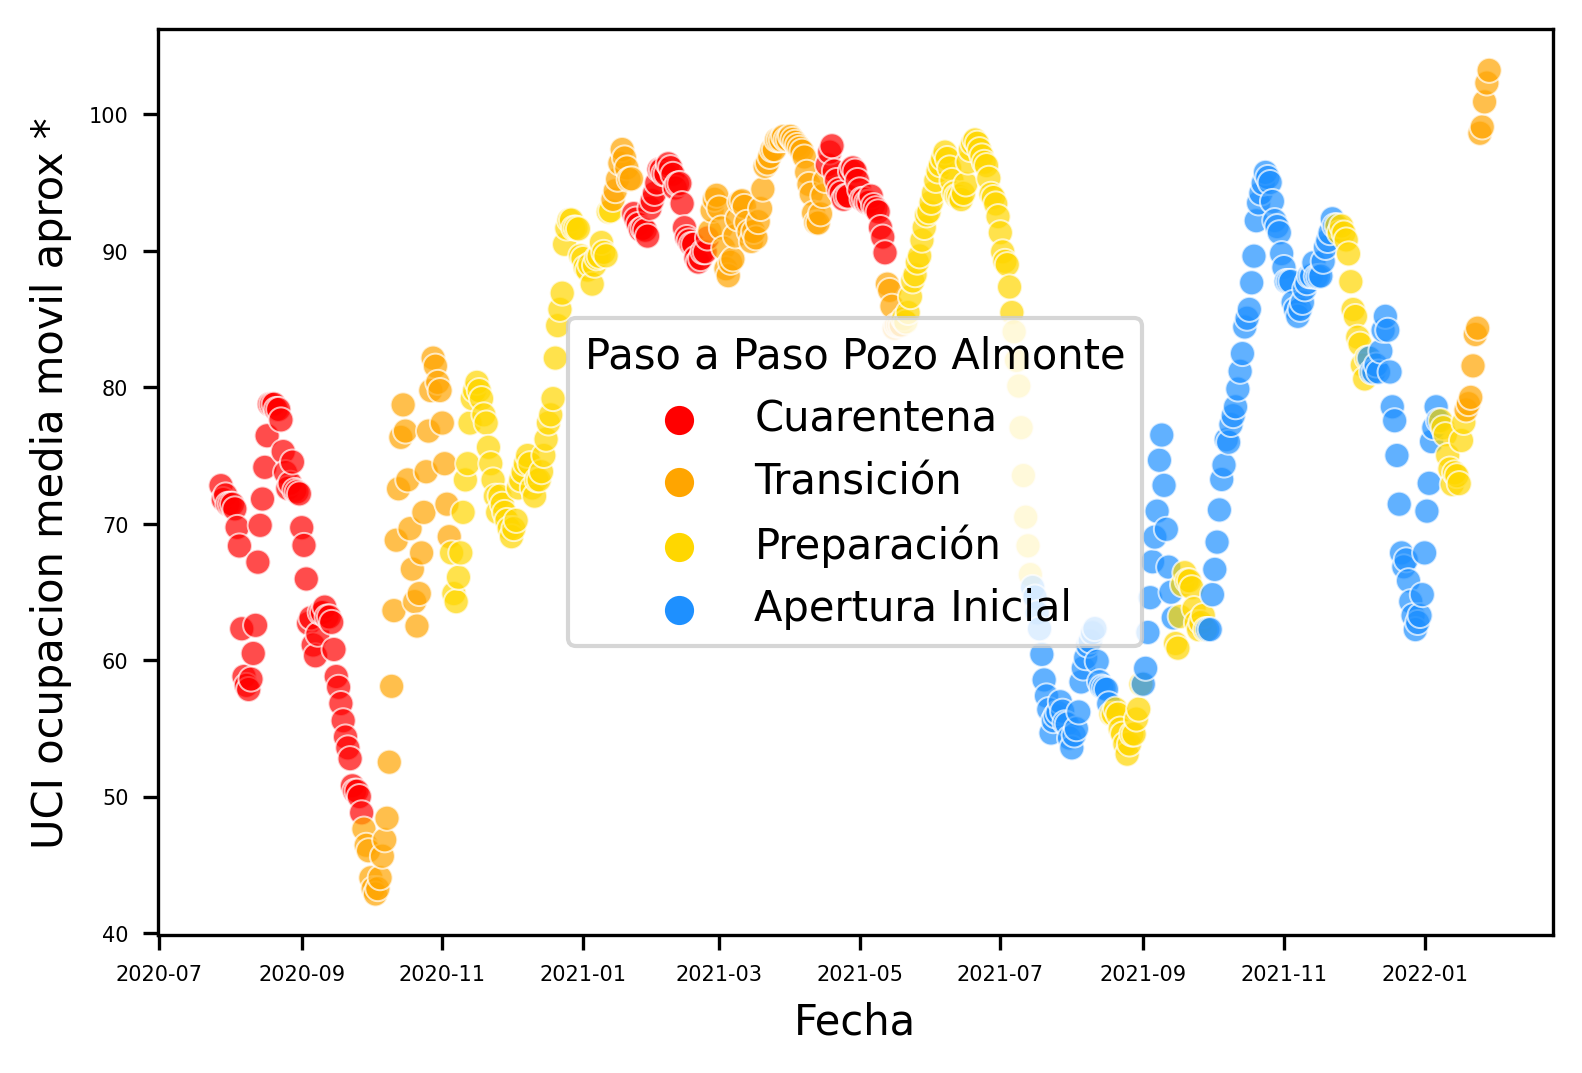 UCI ocupacion media movil aprox *
100
90
80
70
60
50
40
Paso a Paso Pozo Almonte
Cuarentena
Transición
Preparación
Apertura Inicial
2020-07 2020-09 2020-11 2021-01 2021-03 2021-05 2021-07 2021-09 2021-11 2022-01
Fecha